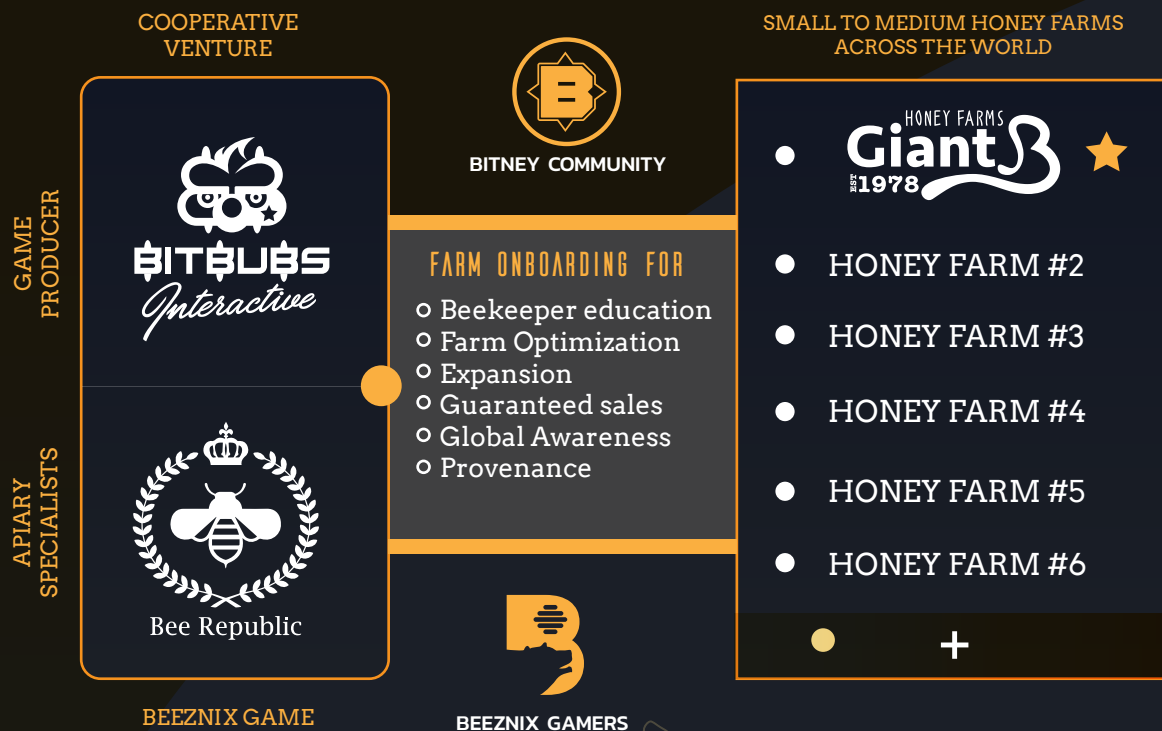 COOPERATIVE
VENTURE
GAME
PRODUCER
BITBUBS
Interactive
APIARY
SPECIALISTS
Bee Republic
BEEZNIX GAME
BITNEY COMMUNITY
FARM ONBOARDING FOR
Beekeeper education
Farm Optimization
Expansion
Guaranteed sales
Global Awareness
Provenance
BEEZNIX GAMERS
SMALL TO MEDIUM HONEY FARMS
ACROSS THE WORLD
HONEY FARMS
Giant B
EST 1978
HONEY FARM #2
HONEY FARM #3
HONEY FARM #4
HONEY FARM #5
HONEY FARM #6
+